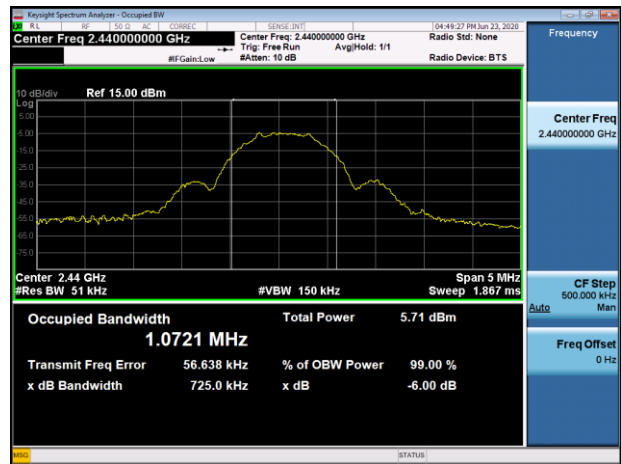 Keysight Spectrum Analyzer - Occupied BW
RL RF 50 Ω AC CORREC SENSE:INT 04:49:27 PM Jun 23, 2020
Center Freq 2.440000000 GHz
Center Freq: 2.440000000 GHz Radio Std: None
Trig: Free Run Avg|Hold: 1/1
#IFGain:Low #Atten: 10 dB Radio Device: BTS
Frequency
10 dB/div Ref 15.00 dBm
Log
5.00
-5.00
-15.0
-25.0
-35.0
-45.0
-55.0
-65.0
-75.0
Center Freq
2.440000000 GHz
Center 2.44 GHz Span 5 MHz
#Res BW 51 kHz #VBW 150 kHz Sweep 1.867 ms
CF Step
500.000 kHz
Auto Man
Occupied Bandwidth Total Power 5.71 dBm
1.0721 MHz
Transmit Freq Error 56.638 kHz % of OBW Power 99.00 %
x dB Bandwidth 725.0 kHz x dB -6.00 dB
Freq Offset
0 Hz
MSG STATUS